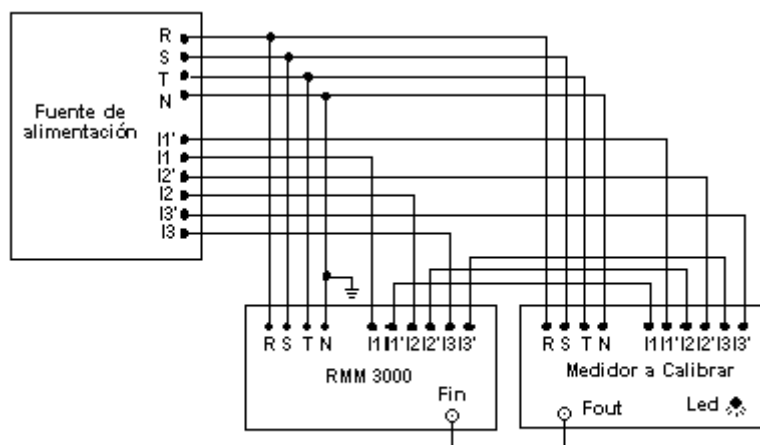 R
S
T
N
Fuente de
alimentación
I1'
I1
I2'
I2
I3'
I3
R S T N I1 I1' I2 I2' I3 I3'
RMM 3000
Fin
R S T N I1 I1' I2 I2' I3 I3'
Medidor a Calibrar
Fout Led